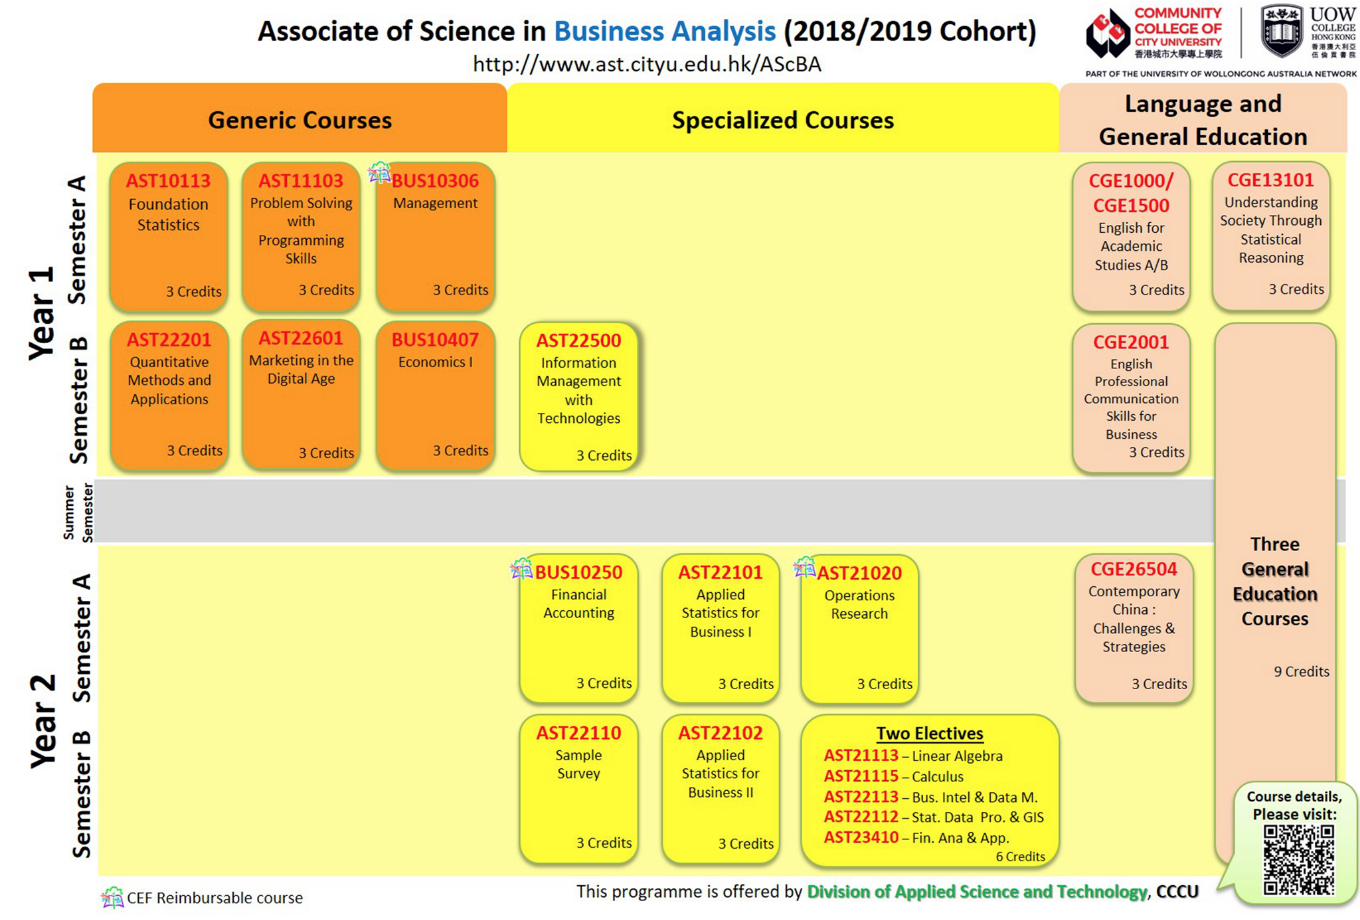 Associate of Science in Business Analysis (2018/2019 Cohort)
http://www.ast.cityu.edu.hk/AScBA
COMMUNITY
COLLEGE OF
CITY UNIVERSITY
香港城市大學專上學院
UOW
COLLEGE
HONG KONG
香港澳大利亞
伍倫貢書院
PART OF THE UNIVERSITY OF WOLLONGONG AUSTRALIA NETWORK
Generic Courses
Specialized Courses
Language and
General Education
Year 1
Semester A
AST10113
Foundation
Statistics
3 Credits
AST11103
Problem Solving
with
Programming
Skills
3 Credits
BUS10306
Management
3 Credits
CGE1000/
CGE1500
English for
Academic
Studies A/B
3 Credits
CGE13101
Understanding
Society Through
Statistical
Reasoning
3 Credits
Semester B
AST22201
Quantitative
Methods and
Applications
3 Credits
AST22601
Marketing in the
Digital Age
3 Credits
BUS10407
Economics I
3 Credits
AST22500
Information
Management
with
Technologies
3 Credits
CGE2001
English
Professional
Communication
Skills for
Business
3 Credits
Summer
Semester
Three
General
Education
Courses
9 Credits
Year 2
Semester A
BUS10250
Financial
Accounting
3 Credits
AST22101
Applied
Statistics for
Business I
3 Credits
AST21020
Operations
Research
3 Credits
CGE26504
Contemporary
China :
Challenges &
Strategies
3 Credits
Semester B
AST22110
Sample
Survey
3 Credits
AST22102
Applied
Statistics for
Business II
3 Credits
Two Electives
AST21113 – Linear Algebra
AST21115 – Calculus
AST22113 – Bus. Intel & Data M.
AST22112 – Stat. Data Pro. & GIS
AST23410 – Fin. Ana & App.
6 Credits
Course details,
Please visit:
CEF Reimbursable course
This programme is offered by Division of Applied Science and Technology, CCCU